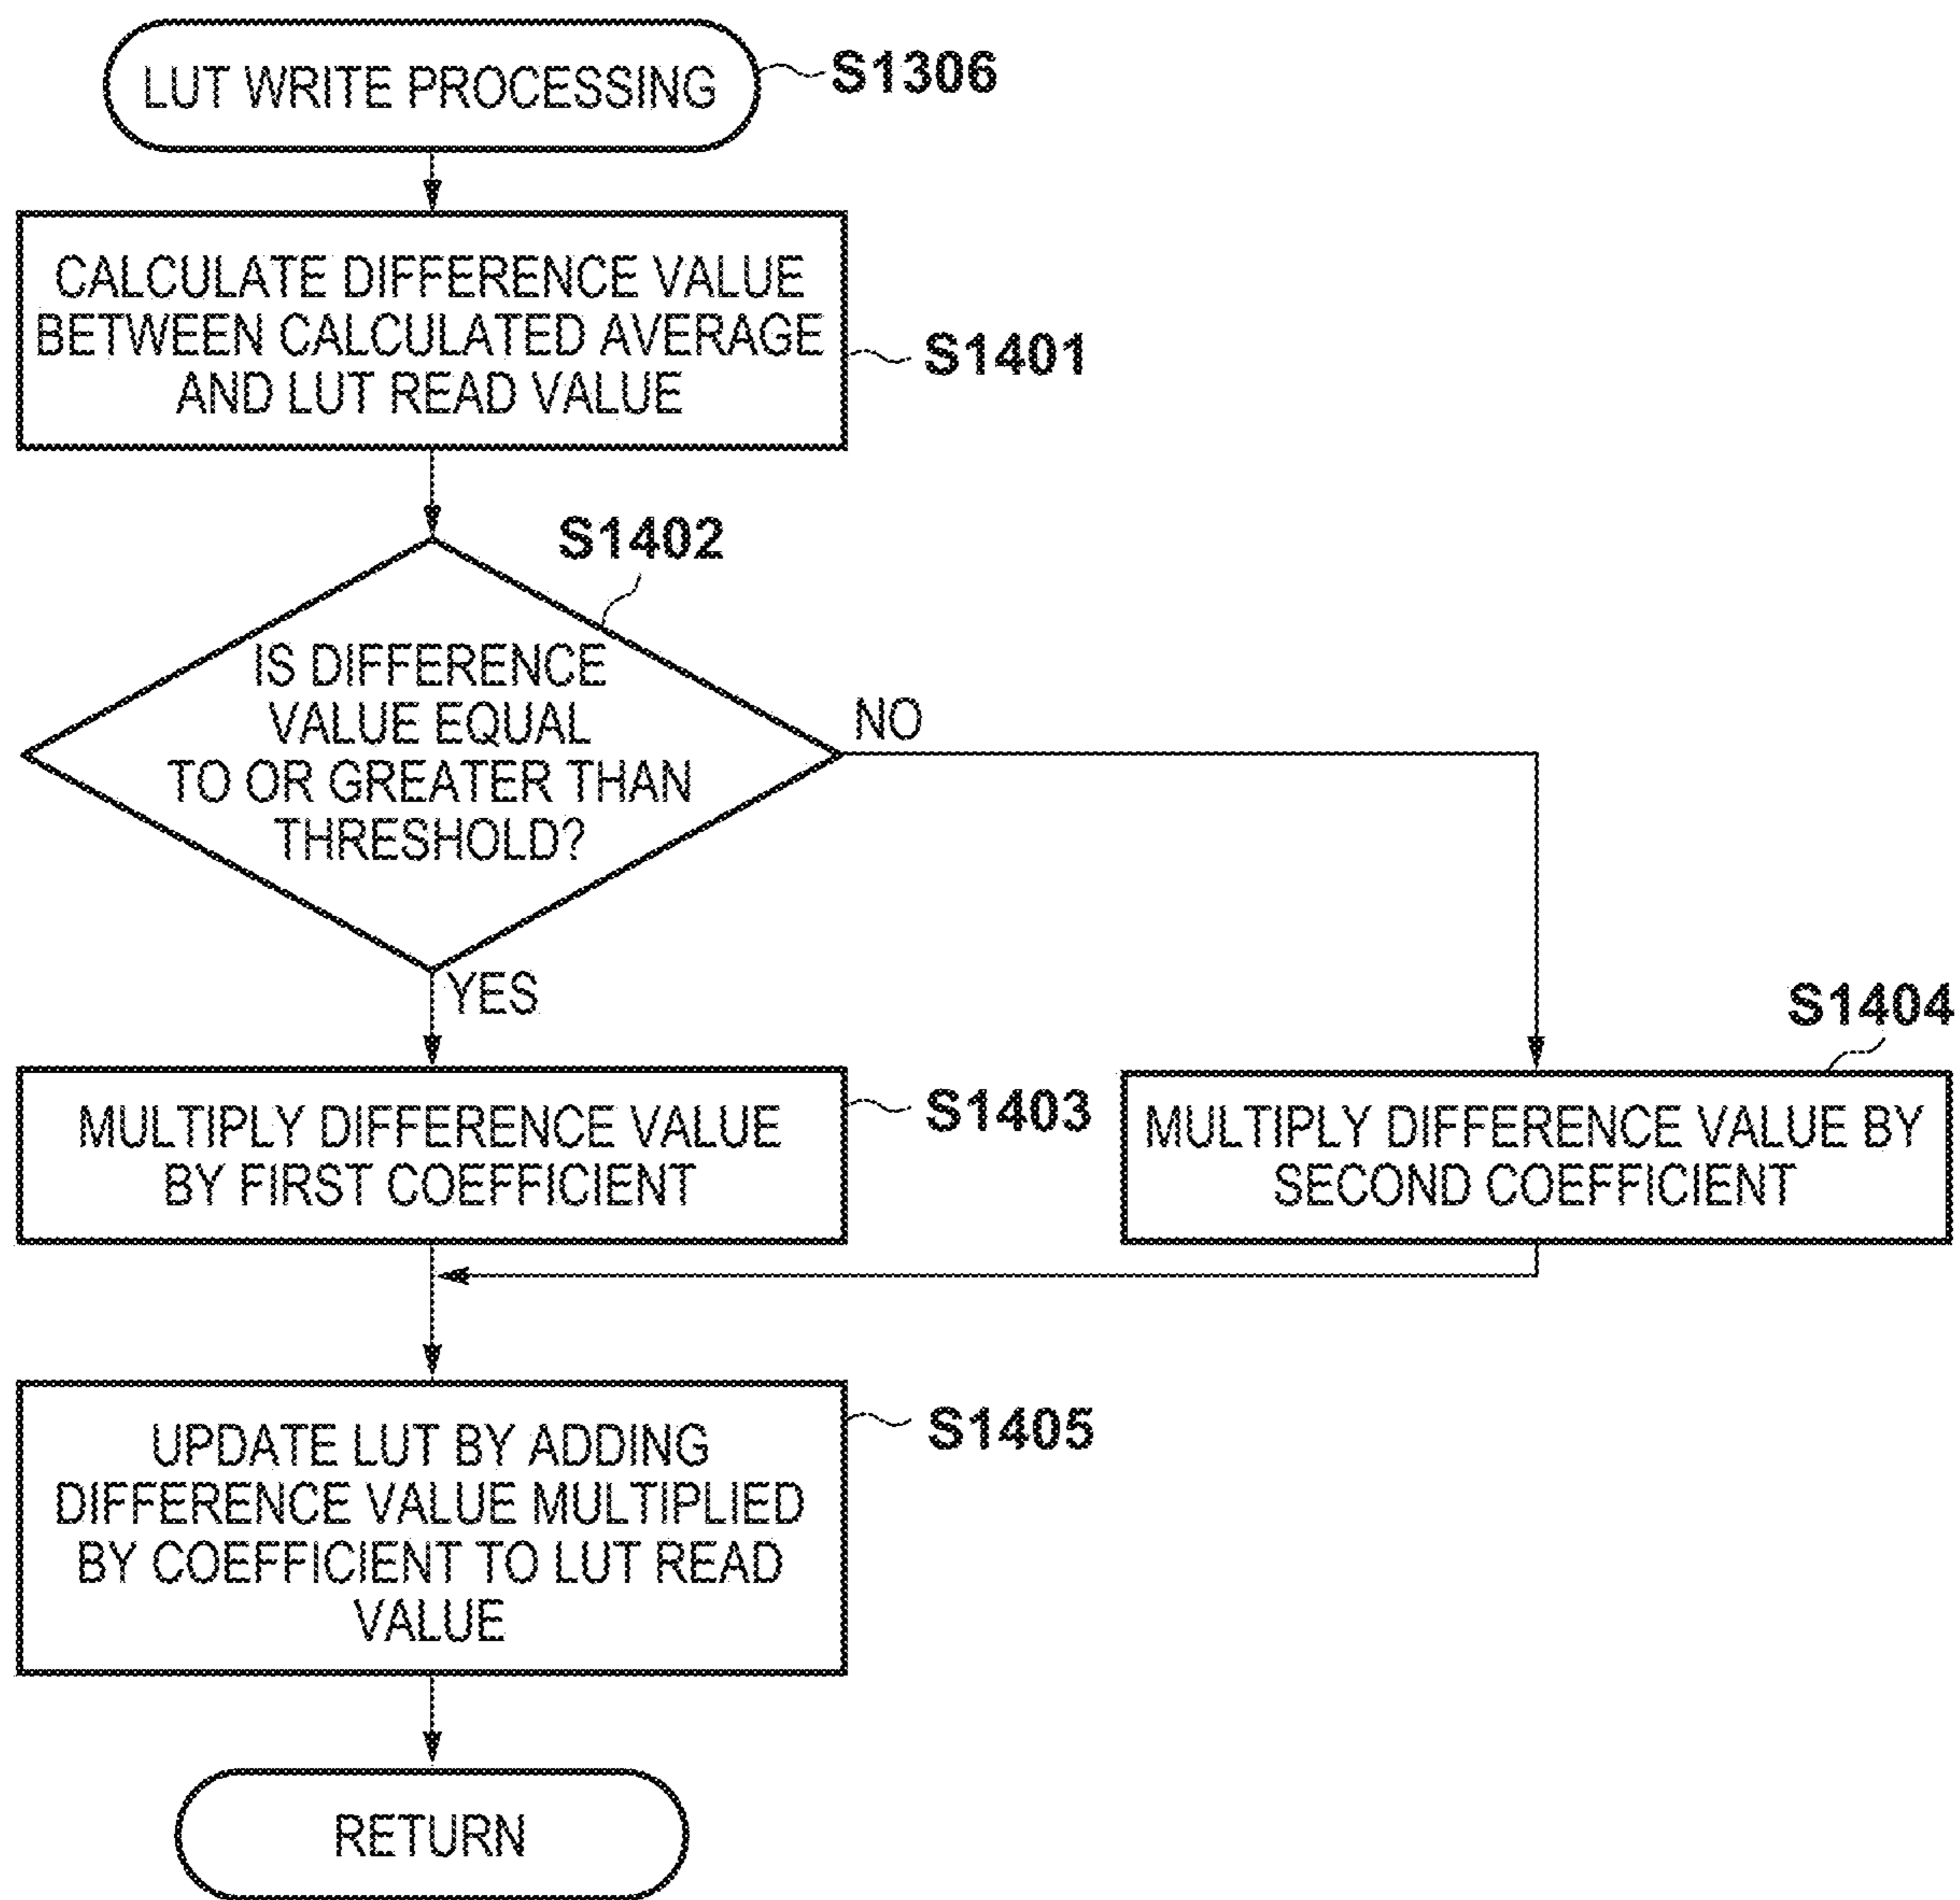 LUT WRITE PROCESSING
S1306
CALCULATE DIFFERENCE VALUE
BETWEEN CALCULATED AVERAGE
AND LUT READ VALUE
S1401
S1402
IS DIFFERENCE
VALUE EQUAL
TO OR GREATER THAN
THRESHOLD?
NO
YES
MULTIPLY DIFFERENCE VALUE
BY FIRST COEFFICIENT
S1403
S1404
MULTIPLY DIFFERENCE VALUE BY
SECOND COEFFICIENT
UPDATE LUT BY ADDING
DIFFERENCE VALUE MULTIPLIED
BY COEFFICIENT TO LUT READ
VALUE
S1405
RETURN